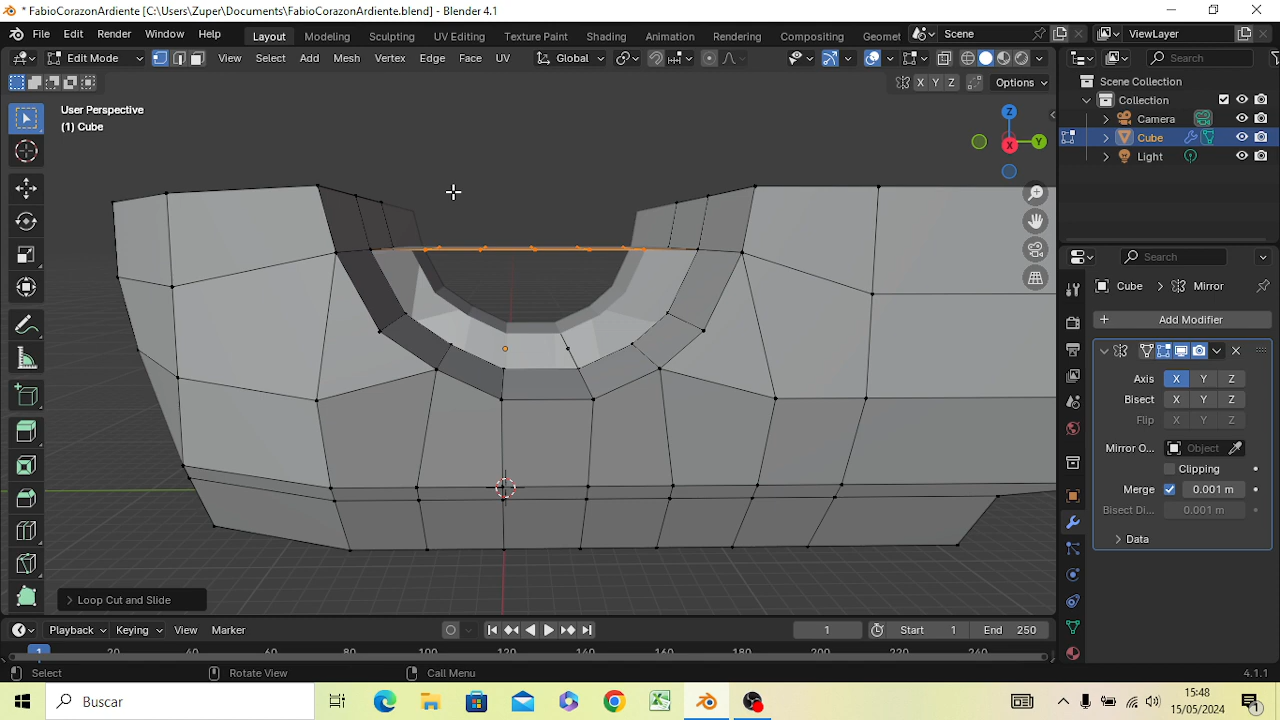 * FabioCorazonArdiente [C:\Users\Zuper\Documents\FabioCorazonArdiente.blend] - Blender 4.1
File Edit Render Window Help Layout Modeling Sculpting UV Editing Texture Paint Shading Animation Rendering Compositing Geomet Scene ViewLayer
Edit Mode View Select Add Mesh Vertex Edge Face UV Global Search
X Y Z Options
User Perspective
(1) Cube
Z
Y
X
Scene Collection
Collection
Camera
Cube
Light
Search
Cube > Mirror
+ Add Modifier
Axis X Y Z
Bisect X Y Z
Flip X Y Z
Mirror O... Object
Clipping
Merge 0.001 m
Bisect Di... 0.001 m
> Data
> Loop Cut and Slide
Playback Keying View Marker 1 Start 1 End 250
1 20 40 60 80 100 120 140 160 180 200 220 240
Select Rotate View Call Menu 4.1.1
Buscar
15:48
15/05/2024
1